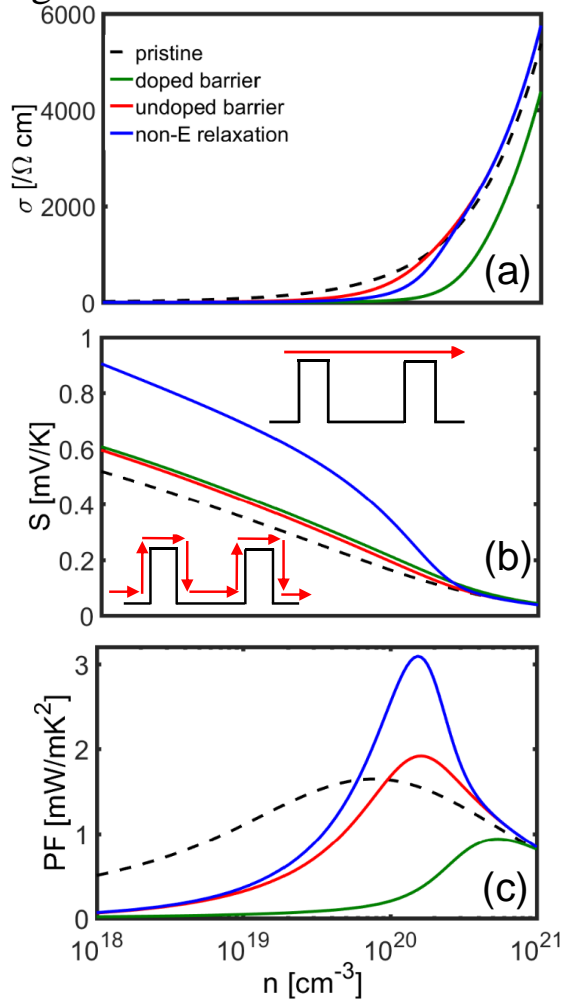 6000
4000
2000
0
σ [/Ω cm]
pristine
doped barrier
undoped barrier
non-E relaxation
(a)
1
0.8
0.6
0.4
0.2
0
S [mV/K]
(b)
3
2
1
0
PF [mW/mK²]
(c)
10¹⁸ 10¹⁹ 10²⁰ 10²¹
n [cm⁻³]